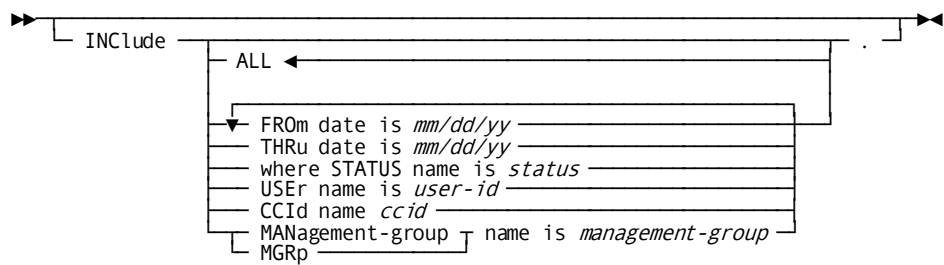 INClude .
ALL
FROm date is mm/dd/yy
THRu date is mm/dd/yy
where STATUS name is status
USEr name is user-id
CCId name ccid
MANagement-group name is management-group
MGRp